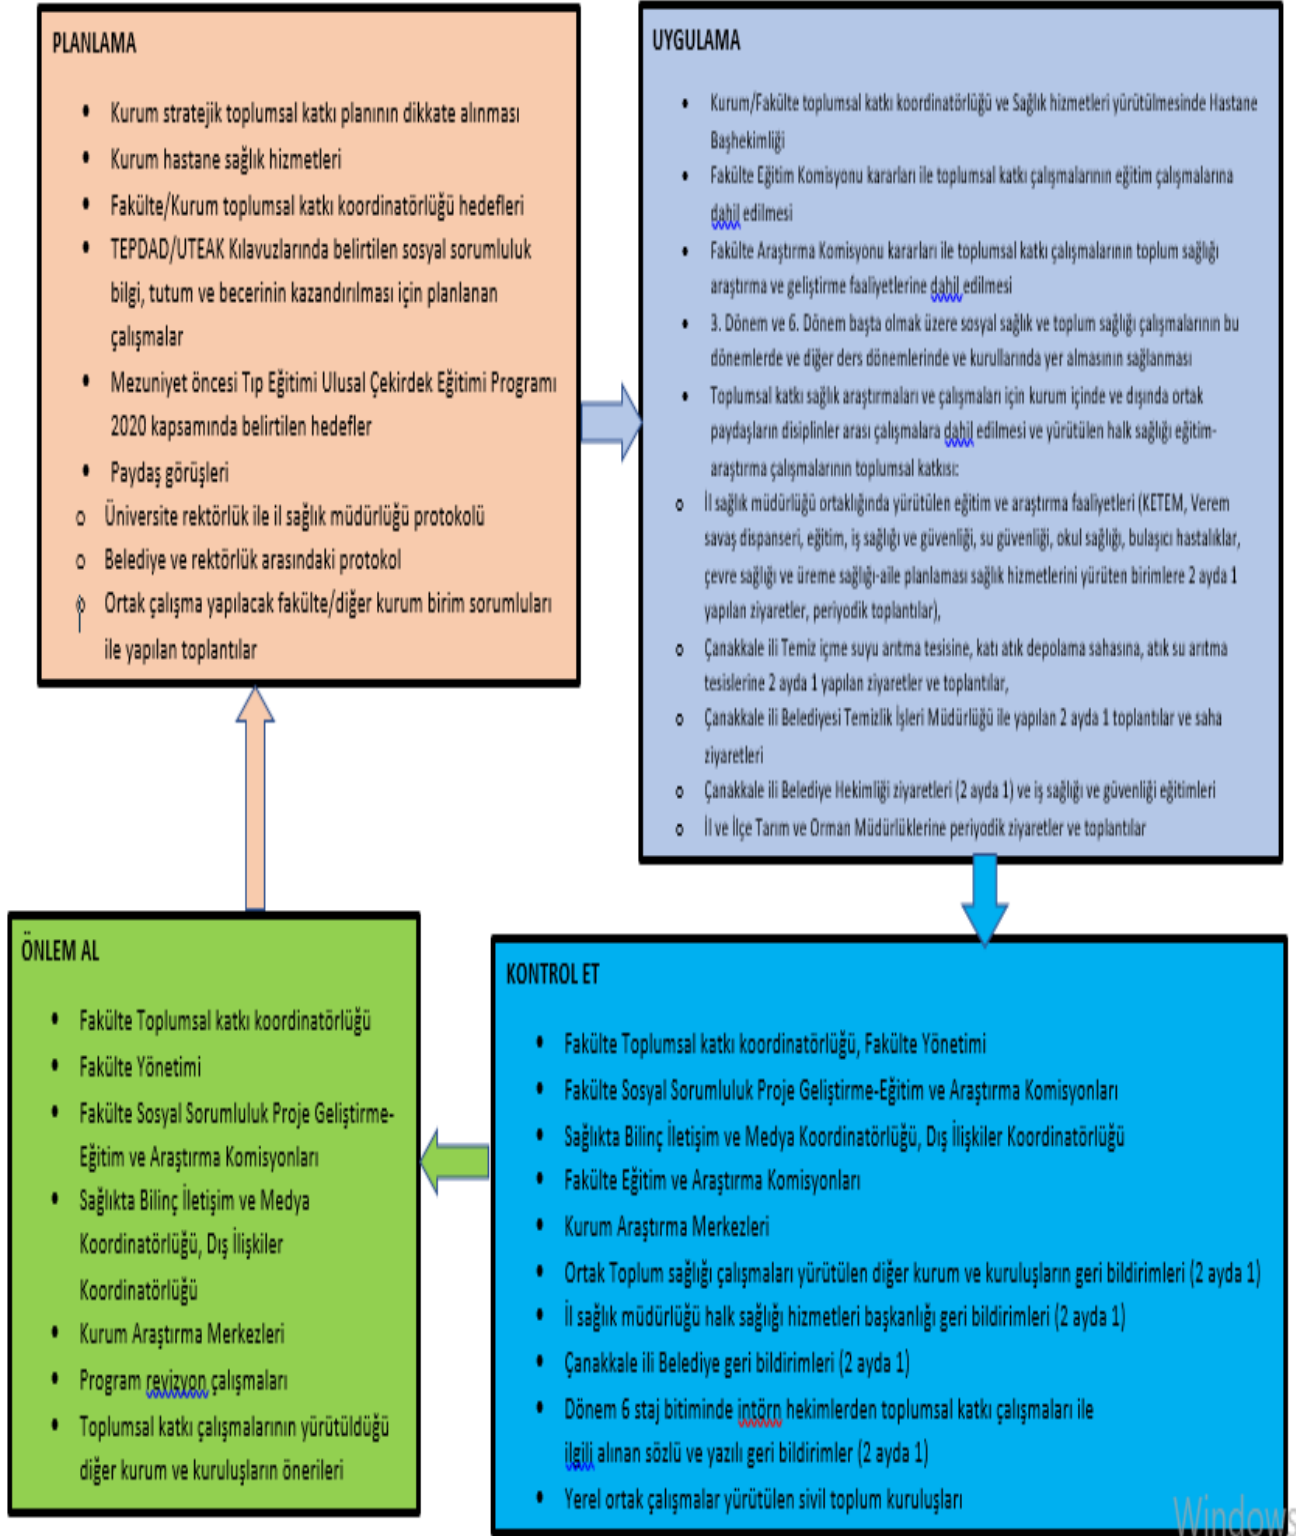 PLANLAMA
• Kurum stratejik toplumsal katkı planının dikkate alınması
• Kurum hastane sağlık hizmetleri
• Fakülte/Kurum toplumsal katkı koordinatörlüğü hedefleri
• TEPDAD/UTEAK Kılavuzlarında belirtilen sosyal sorumluluk
bilgi, tutum ve becerinin kazandırılması için planlanan
çalışmalar
• Mezuniyet öncesi Tıp Eğitimi Ulusal Çekirdek Eğitimi Programı
2020 kapsamında belirtilen hedefler
• Paydaş görüşleri
o Üniversite rektörlük ile il sağlık müdürlüğü protokolü
o Belediye ve rektörlük arasındaki protokol
o Ortak çalışma yapılacak fakülte/diğer kurum birim sorumluları
ile yapılan toplantılar
UYGULAMA
• Kurum/Fakülte toplumsal katkı koordinatörlüğü ve Sağlık hizmetleri yürütülmesinde Hastane
Başhekimliği
• Fakülte Eğitim Komisyonu kararları ile toplumsal katkı çalışmalarının eğitim çalışmalarına
dahil edilmesi
• Fakülte Araştırma Komisyonu kararları ile toplumsal katkı çalışmalarının toplum sağlığı
araştırma ve geliştirme faaliyetlerine dahil edilmesi
• 3. Dönem ve 6. Dönem başta olmak üzere sosyal sağlık ve toplum sağlığı çalışmalarının bu
dönemlerde ve diğer ders dönemlerinde ve kurullarında yer almasının sağlanması
• Toplumsal katkı sağlık araştırmaları ve çalışmaları için kurum içinde ve dışında ortak
paydaşların disiplinler arası çalışmalara dahil edilmesi ve yürütülen halk sağlığı eğitim-
araştırma çalışmalarının toplumsal katkısı:
o İl sağlık müdürlüğü ortaklığında yürütülen eğitim ve araştırma faaliyetleri (KETEM, Verem
savaş dispanseri, eğitim, iş sağlığı ve güvenliği, su güvenliği, okul sağlığı, bulaşıcı hastalıklar,
çevre sağlığı ve üreme sağlığı-aile planlaması sağlık hizmetlerini yürüten birimlere 2 ayda 1
yapılan ziyaretler, periyodik toplantılar),
o Çanakkale ili Temiz içme suyu arıtma tesisine, katı atık depolama sahasına, atık su arıtma
tesislerine 2 ayda 1 yapılan ziyaretler ve toplantılar,
o Çanakkale ili Belediyesi Temizlik İşleri Müdürlüğü ile yapılan 2 ayda 1 toplantılar ve saha
ziyaretleri
o Çanakkale ili Belediye Hekimliği ziyaretleri (2 ayda 1) ve iş sağlığı ve güvenliği eğitimleri
o İl ve İlçe Tarım ve Orman Müdürlüklerine periyodik ziyaretler ve toplantılar
ÖNLEM AL
• Fakülte Toplumsal katkı koordinatörlüğü
• Fakülte Yönetimi
• Fakülte Sosyal Sorumluluk Proje Geliştirme-
Eğitim ve Araştırma Komisyonları
• Sağlıkta Bilinç İletişim ve Medya
Koordinatörlüğü, Dış İlişkiler
Koordinatörlüğü
• Kurum Araştırma Merkezleri
• Program revizyon çalışmaları
• Toplumsal katkı çalışmalarının yürütüldüğü
diğer kurum ve kuruluşların önerileri
KONTROL ET
• Fakülte Toplumsal katkı koordinatörlüğü, Fakülte Yönetimi
• Fakülte Sosyal Sorumluluk Proje Geliştirme-Eğitim ve Araştırma Komisyonları
• Sağlıkta Bilinç İletişim ve Medya Koordinatörlüğü, Dış İlişkiler Koordinatörlüğü
• Fakülte Eğitim ve Araştırma Komisyonları
• Kurum Araştırma Merkezleri
• Ortak Toplum sağlığı çalışmaları yürütülen diğer kurum ve kuruluşların geri bildirimleri (2 ayda 1)
• İl sağlık müdürlüğü halk sağlığı hizmetleri başkanlığı geri bildirimleri (2 ayda 1)
• Çanakkale ili Belediye geri bildirimleri (2 ayda 1)
• Dönem 6 staj bitiminde intörn hekimlerden toplumsal katkı çalışmaları ile
ilgili alınan sözlü ve yazılı geri bildirimler (2 ayda 1)
• Yerel ortak çalışmalar yürütülen sivil toplum kuruluşları
Windows